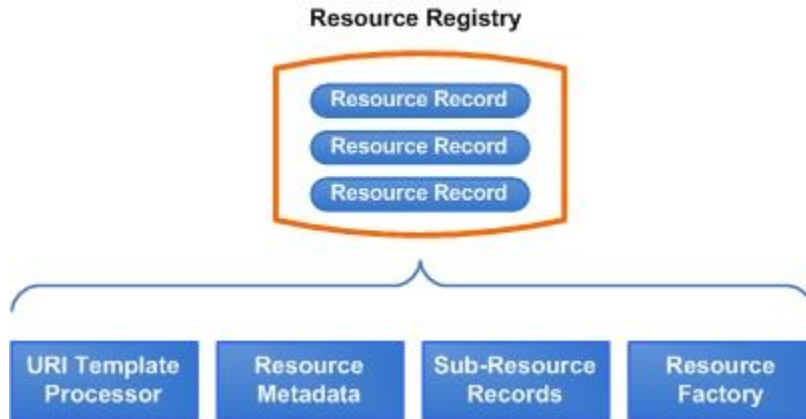 Resource Registry
Resource Record
Resource Record
Resource Record
URI Template
Processor
Resource
Metadata
Sub-Resource
Records
Resource
Factory